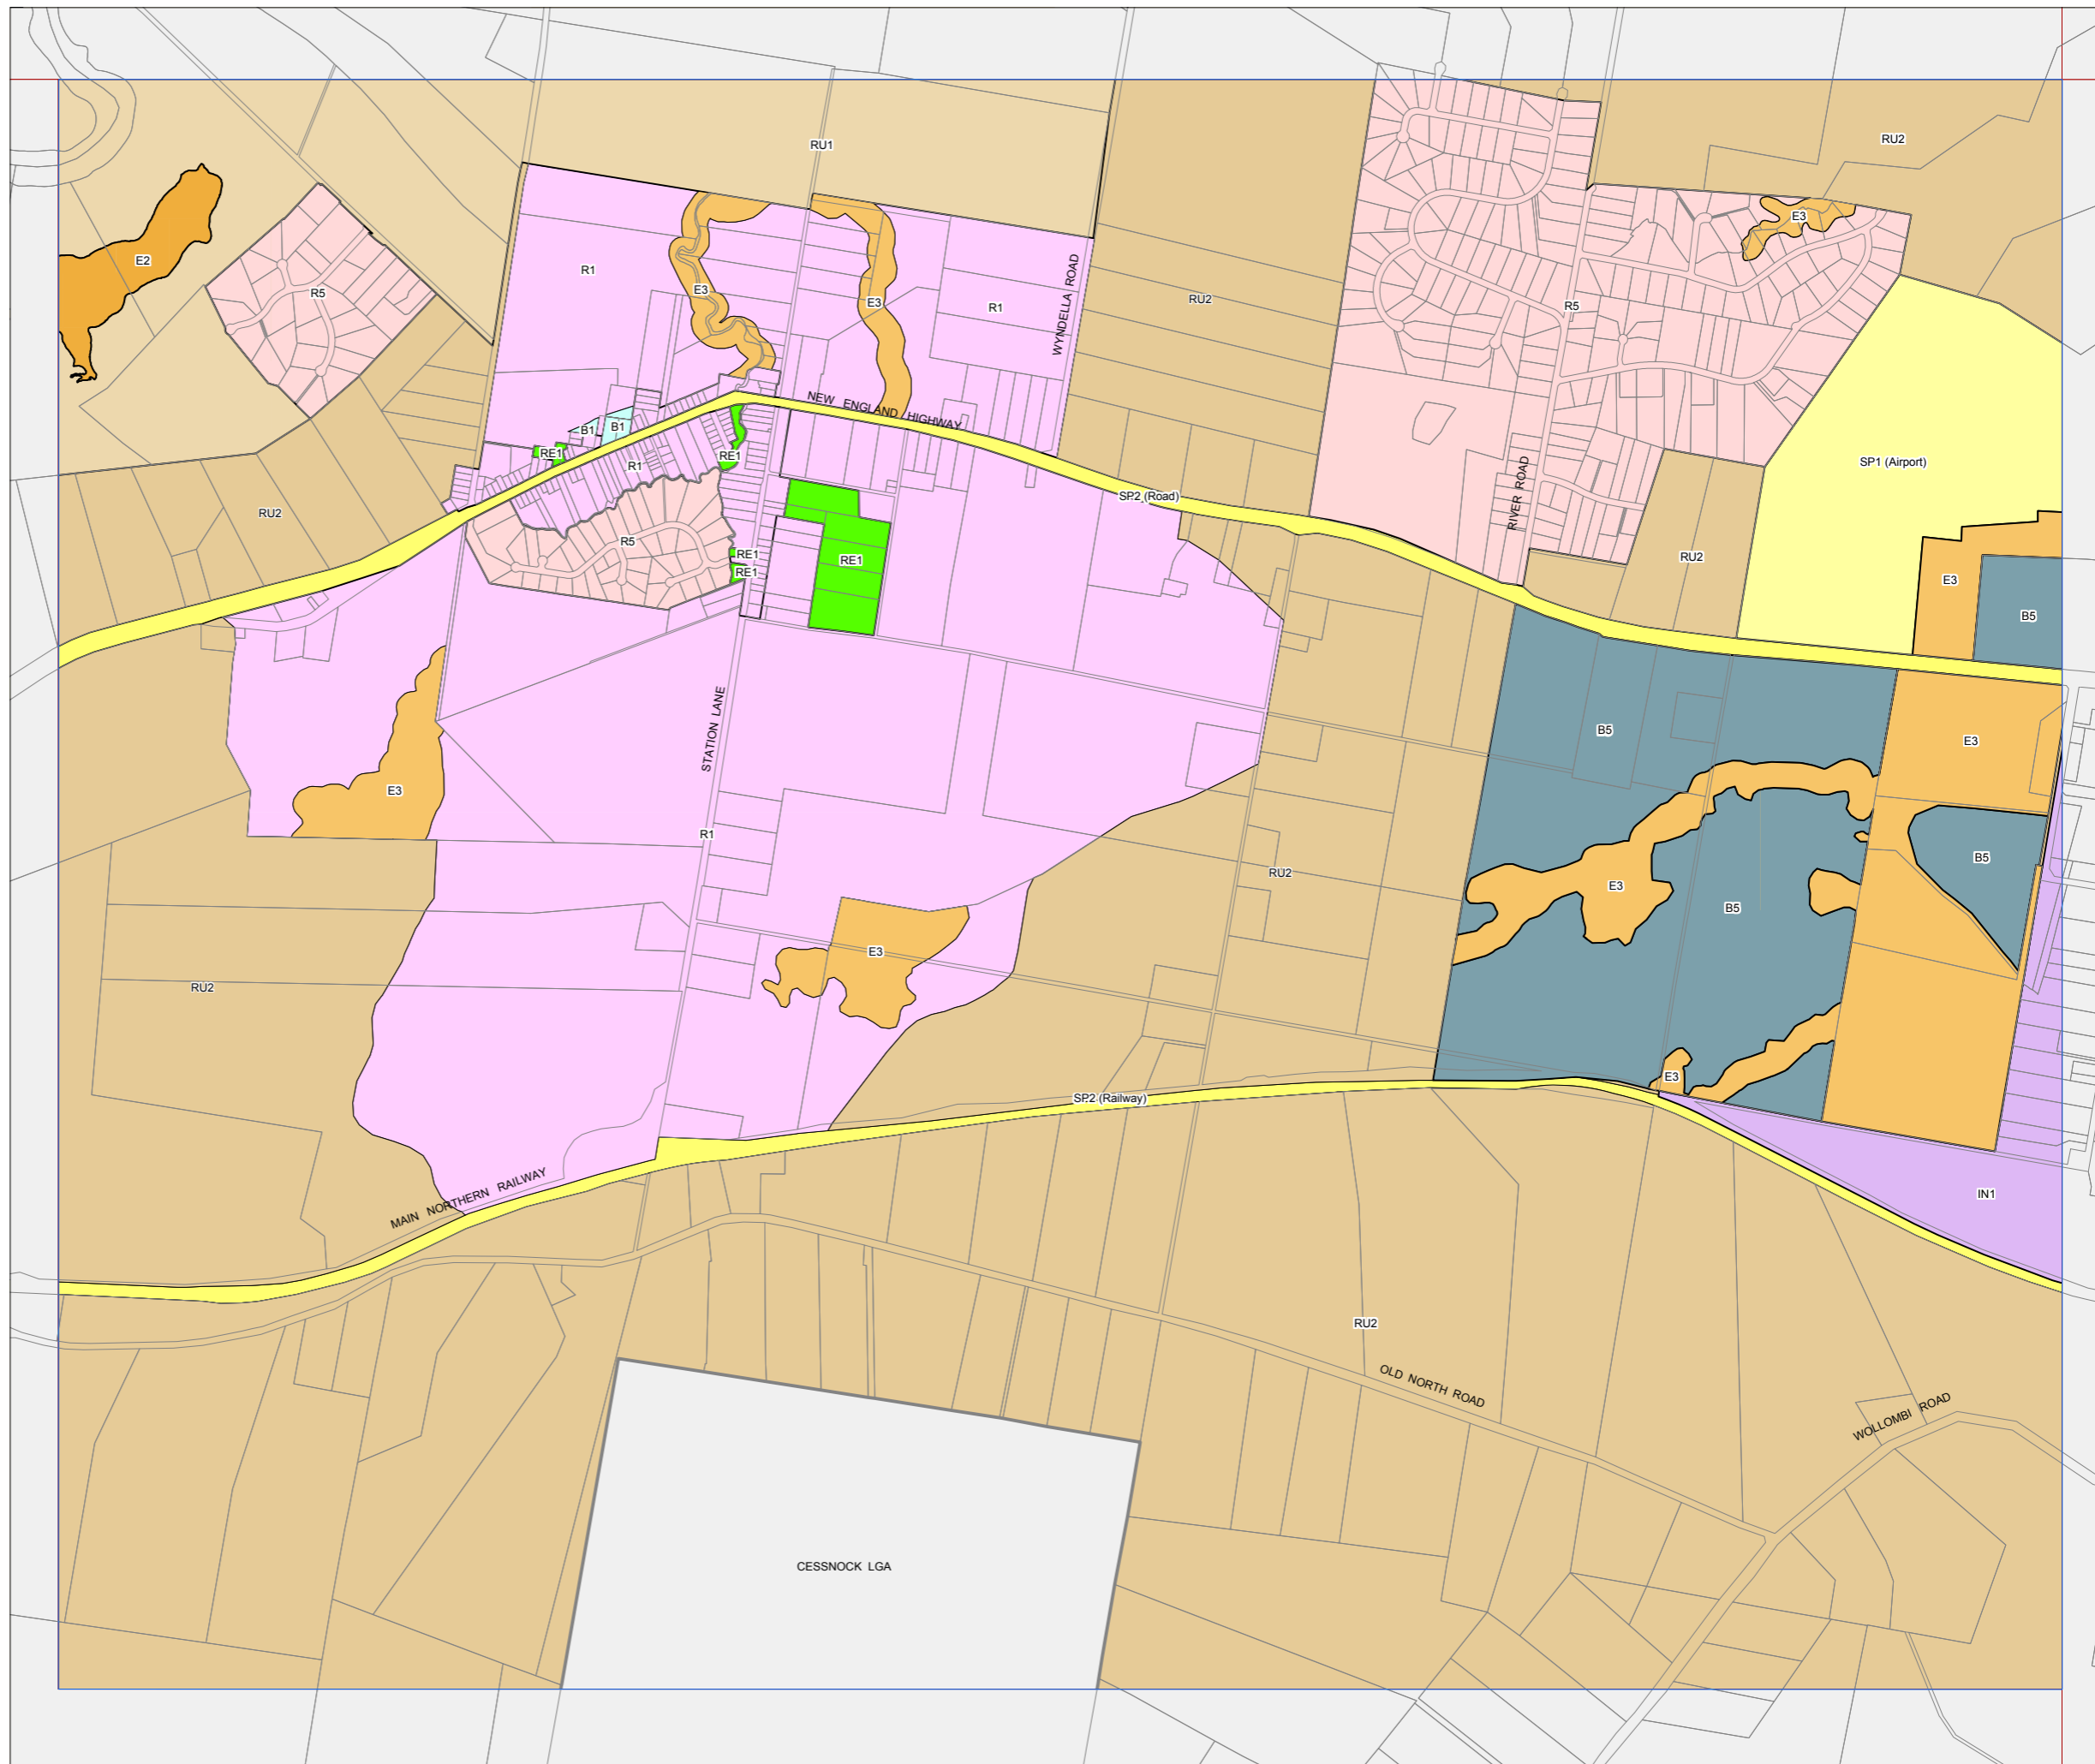 RU1
RU2
E3
E2
R1
E3
R5
E3
R1
WYNDELLA ROAD
RU2
R5
NEW ENGLAND HIGHWAY
B1
B1
RE1
RE1
R1
SP1 (Airport)
SP2 (Road)
RIVER ROAD
RU2
R5
RE1
RE1
RE1
RU2
E3
B5
STATION LANE
B5
E3
E3
R1
B5
RU2
E3
B5
E3
RU2
E3
SP2 (Railway)
MAIN NORTHERN RAILWAY
IN1
RU2
OLD NORTH ROAD
WOLLOMBI ROAD
CESSNOCK LGA